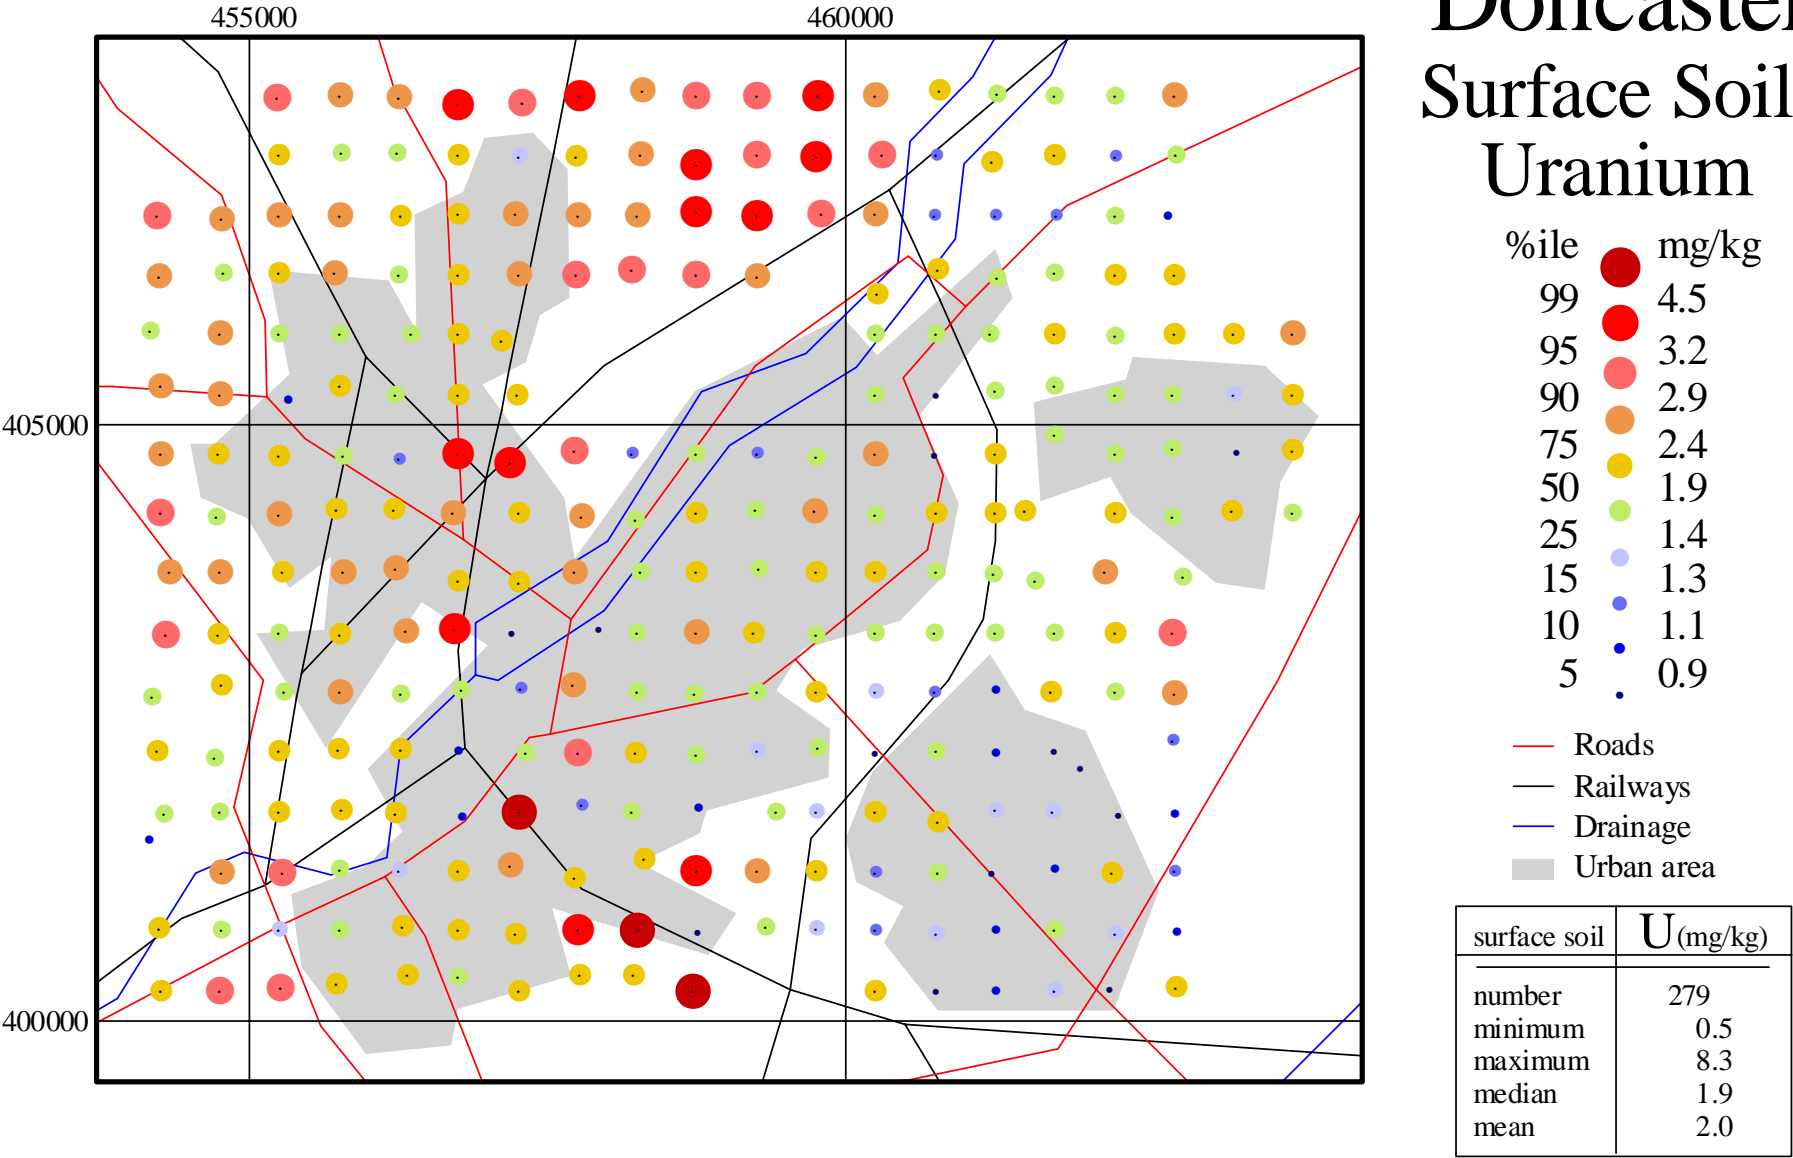 455000 460000
Doncaster
Surface Soil
Uranium
%ile mg/kg
99 4.5
95 3.2
90 2.9
75 2.4
405000
50 1.9
25 1.4
15 1.3
10 1.1
5 0.9
Roads
Railways
Drainage
Urban area
surface soil U (mg/kg)
number 279
minimum 0.5
400000
maximum 8.3
median 1.9
mean 2.0